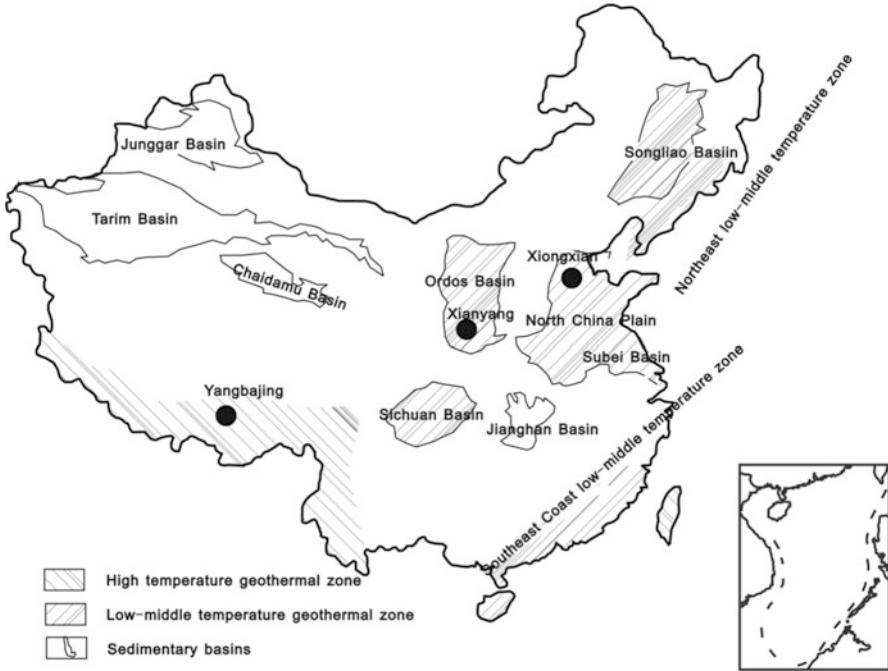 Junggar Basin
Songliao Basiin
Northeast low-middle temperature zone
Tarim Basin
Chaidamu Basin
Ordos Basin
Xiongxian
Xianyang
North China Plain
Subei Basin
Yangbajing
Sichuan Basin
Jianghan Basin
Southeast Coast low-middle temperature zone
High temperature geothermal zone
Low-middle temperature geothermal zone
Sedimentary basins